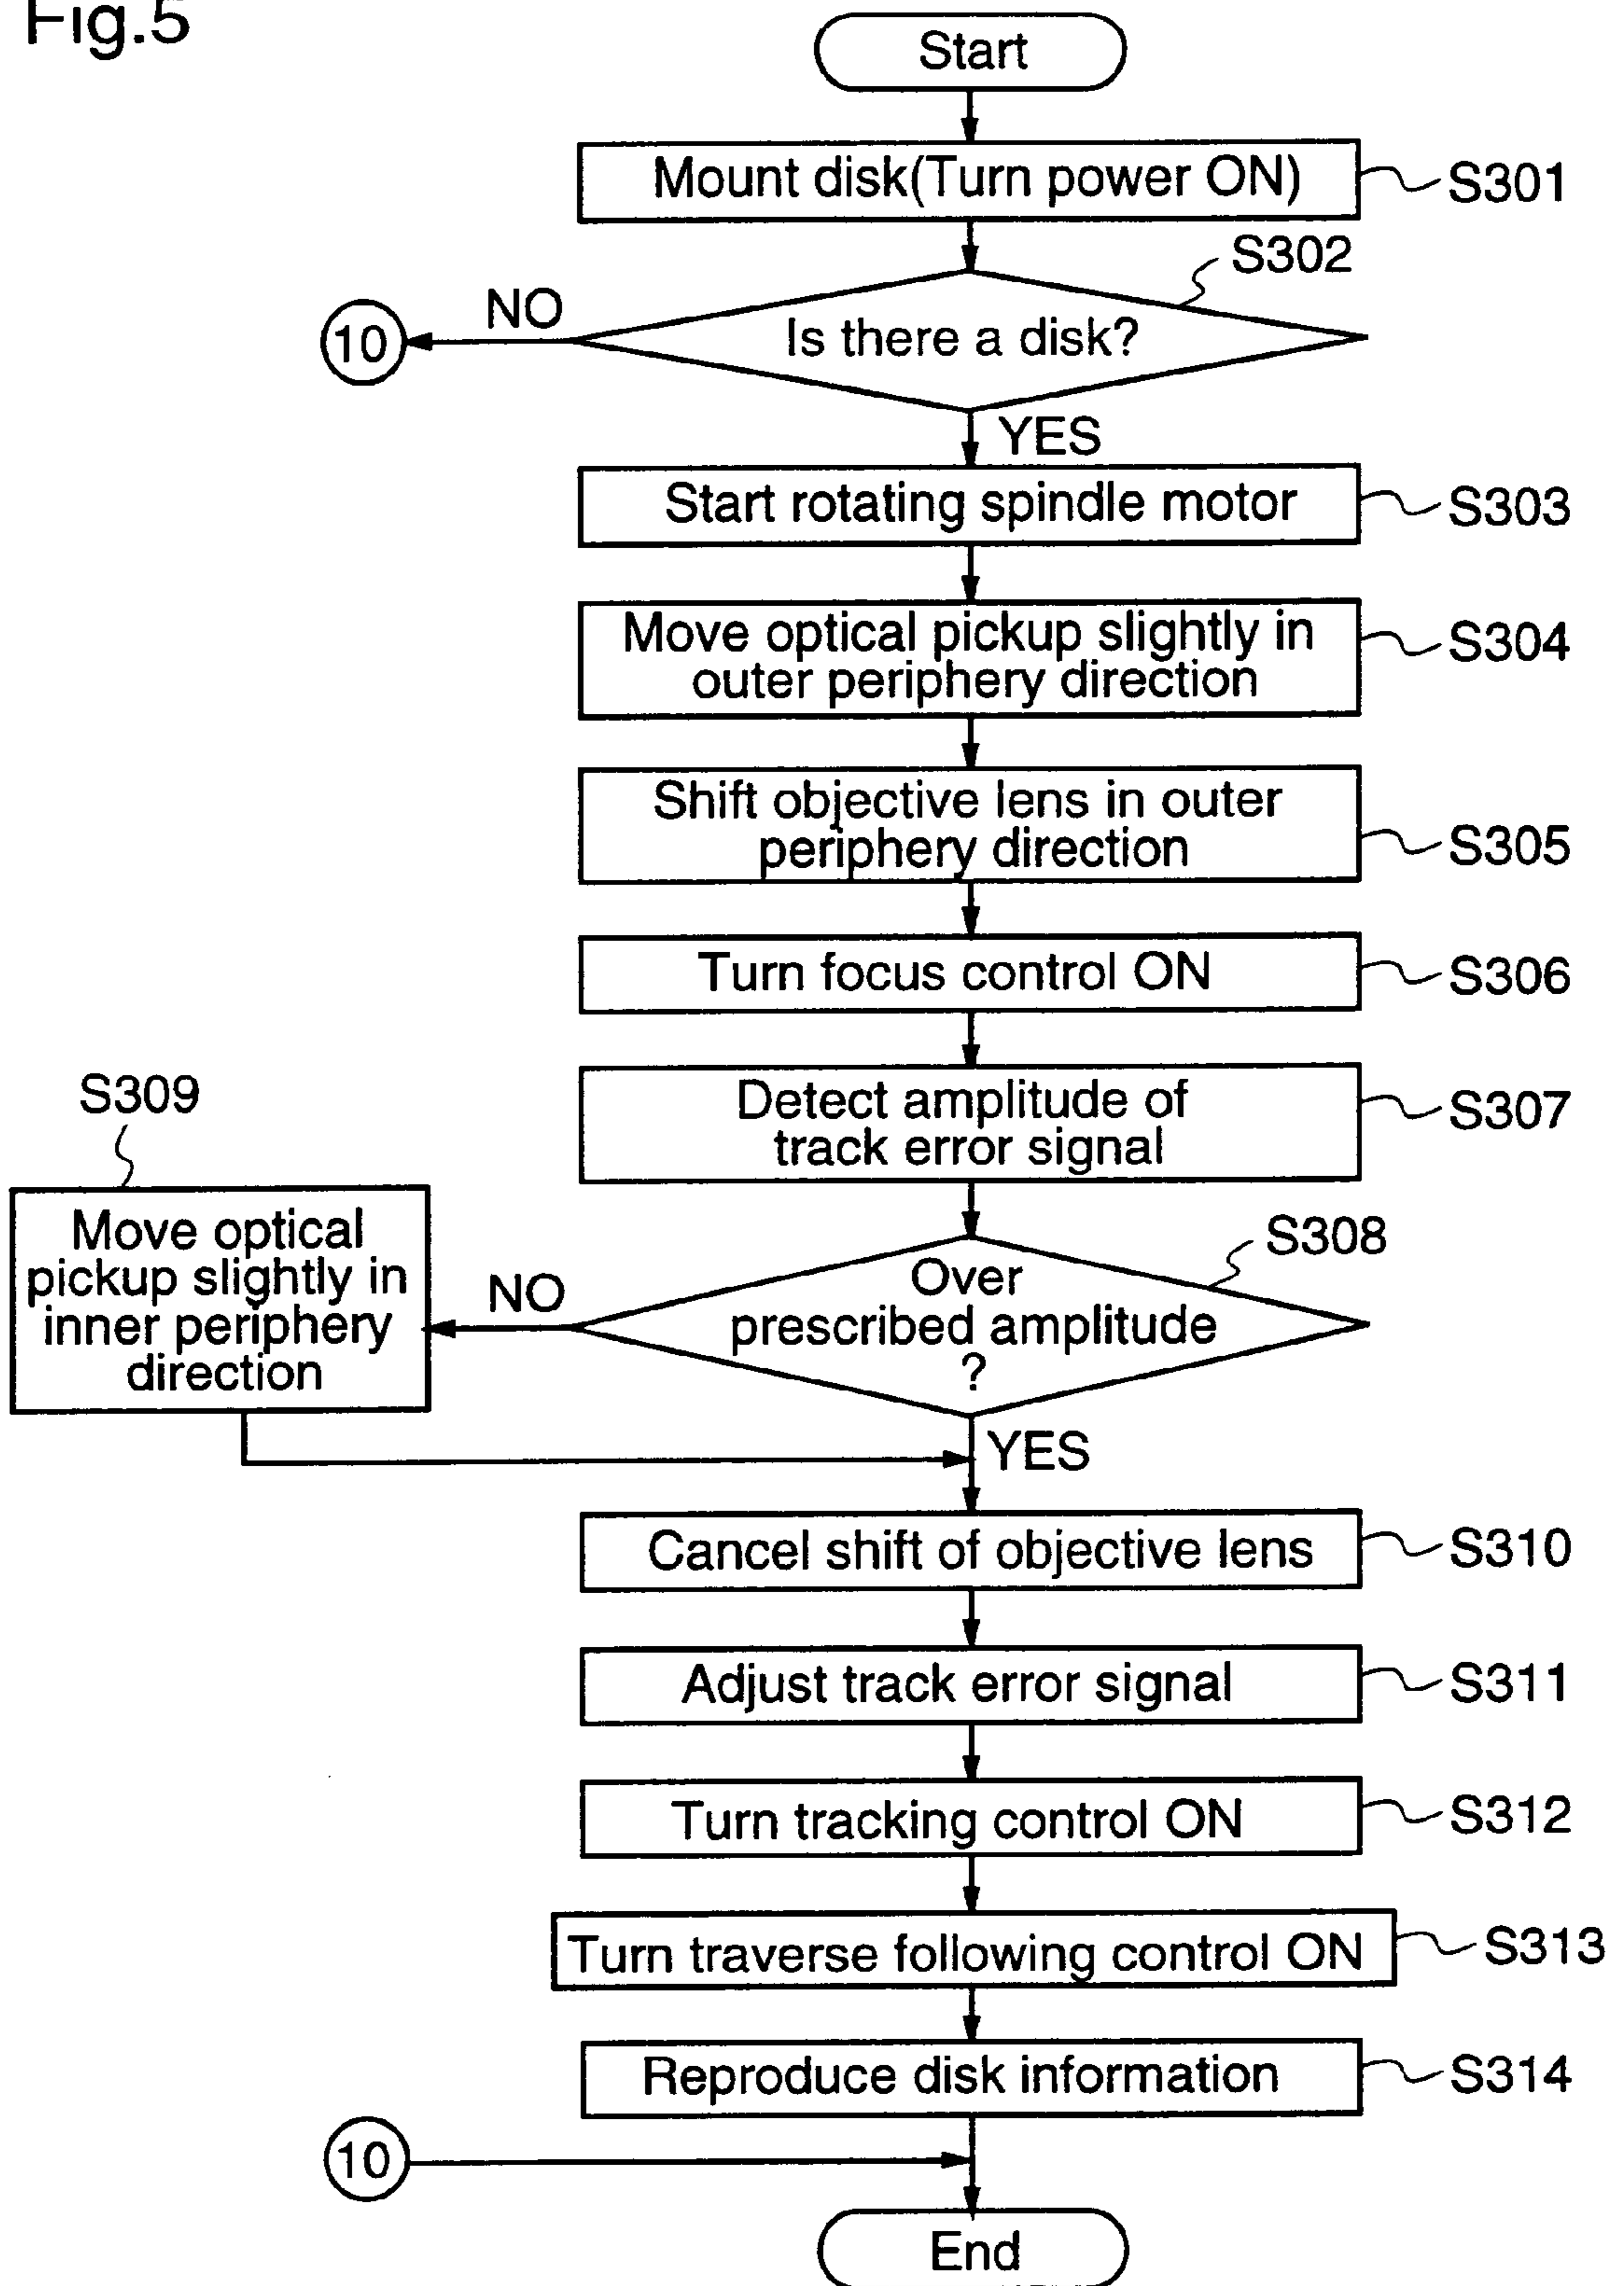 Fig.5
Start
Mount disk(Turn power ON)
S301
S302
Is there a disk?
NO
10
YES
Start rotating spindle motor
S303
Move optical pickup slightly in
outer periphery direction
S304
Shift objective lens in outer
periphery direction
S305
Turn focus control ON
S306
Detect amplitude of
track error signal
S307
S308
Over
prescribed amplitude
?
NO
S309
Move optical
pickup slightly in
inner periphery
direction
YES
Cancel shift of objective lens
S310
Adjust track error signal
S311
Turn tracking control ON
S312
Turn traverse following control ON
S313
Reproduce disk information
S314
10
End